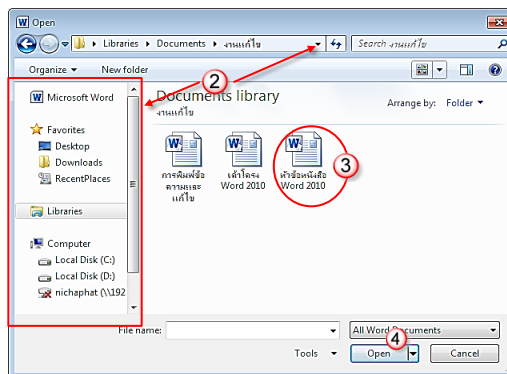 Open
Libraries ▸ Documents ▸ งานแก้ไข
Search งานแก้ไข
Organize
New folder
2
Microsoft Word
Favorites
Desktop
Downloads
RecentPlaces
Libraries
Computer
Local Disk (C:)
Local Disk (D:)
nichaphat (\\192
Documents library
งานแก้ไข
Arrange by: Folder
การพิมพ์ข้อ
ความและ
แก้ไข
เค้าโครง
Word 2010
หัวข้อหนังสือ
Word 2010
3
File name:
All Word Documents
4
Tools
Open
Cancel